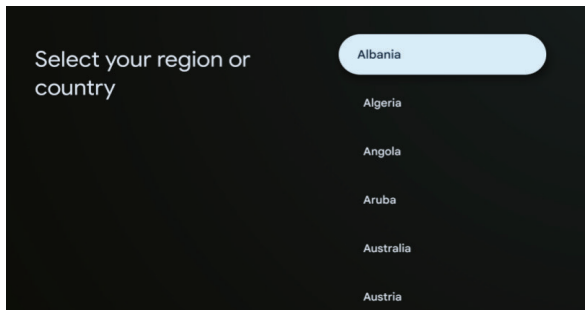 Select your region or
country
Albania
Algeria
Angola
Aruba
Australia
Austria